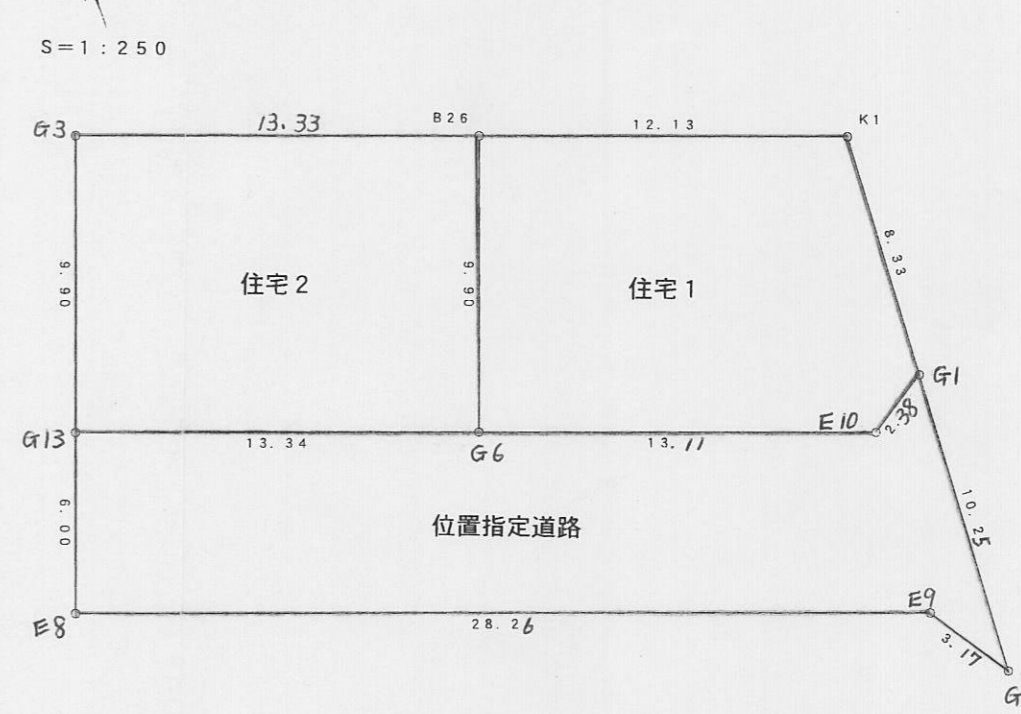 S=1:250
G3
13.33
B26
12.13
K1
9.90
住宅2
9.90
住宅1
8.33
G1
2.38
E10
G13
13.34
G6
13.11
6.00
位置指定道路
10.25
E8
28.26
E9
3.17
G